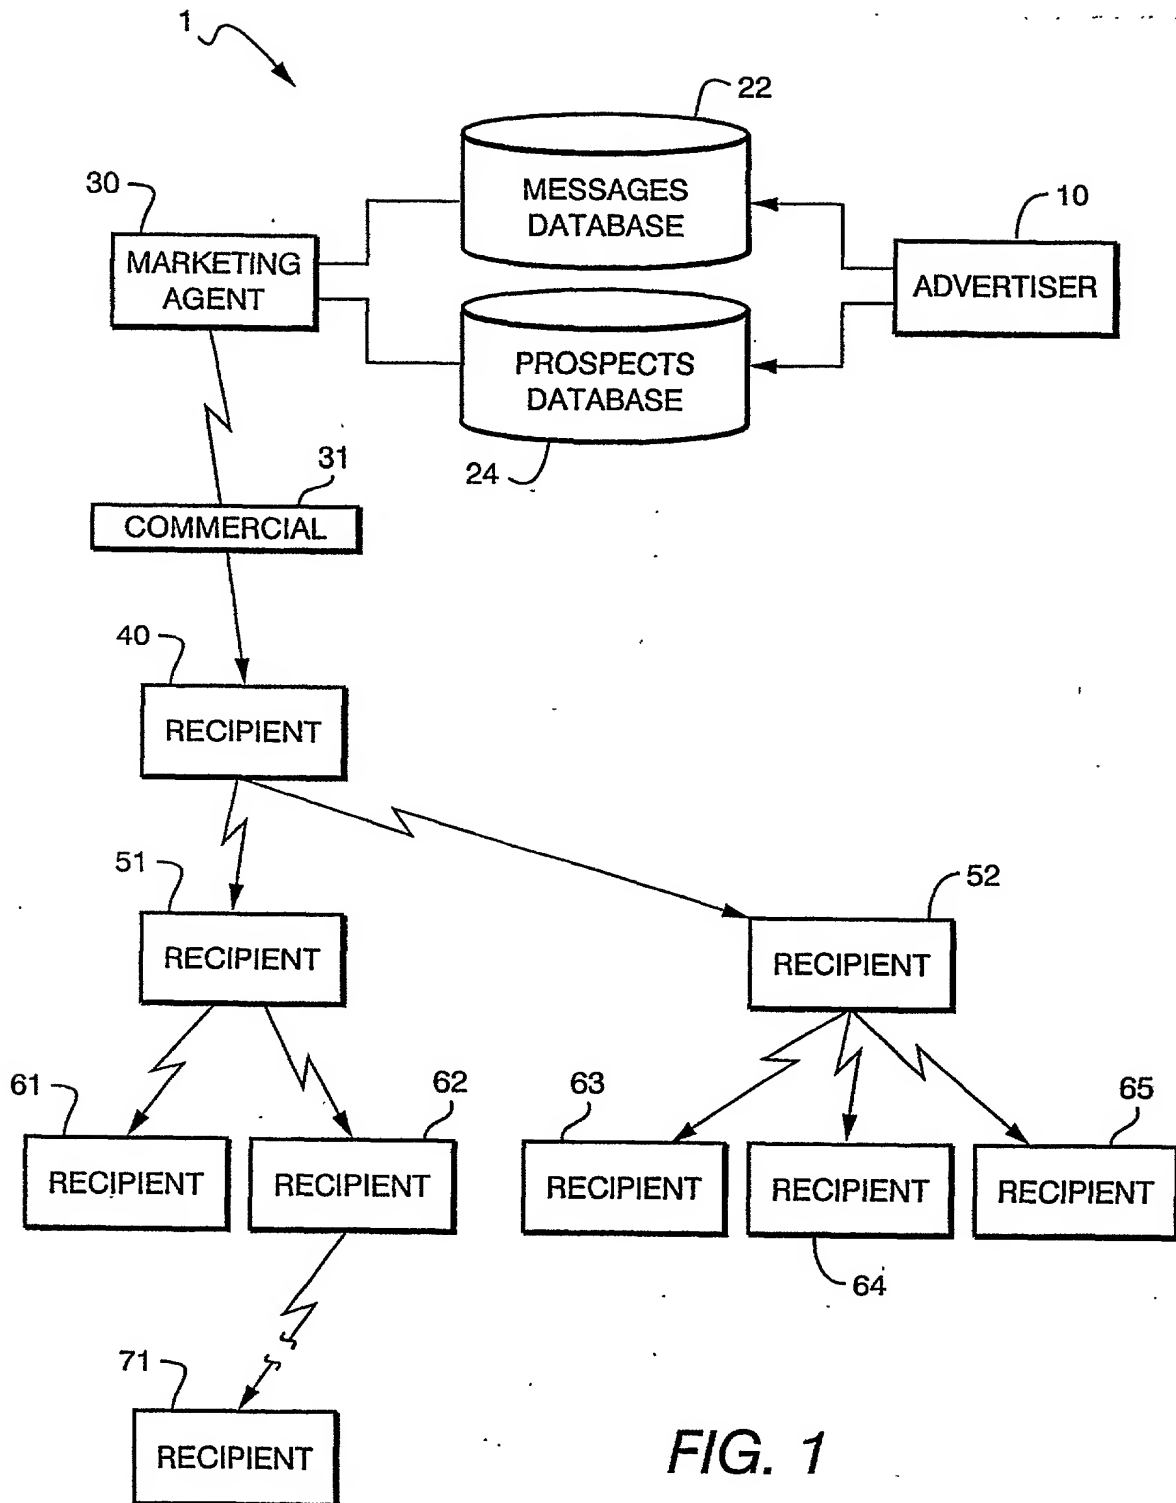 1
22
MESSAGES
DATABASE
30
MARKETING
AGENT
10
ADVERTISER
PROSPECTS
DATABASE
24
31
COMMERCIAL
40
RECIPIENT
51
RECIPIENT
52
RECIPIENT
61
RECIPIENT
62
RECIPIENT
63
RECIPIENT
64
RECIPIENT
65
RECIPIENT
71
RECIPIENT
FIG. 1